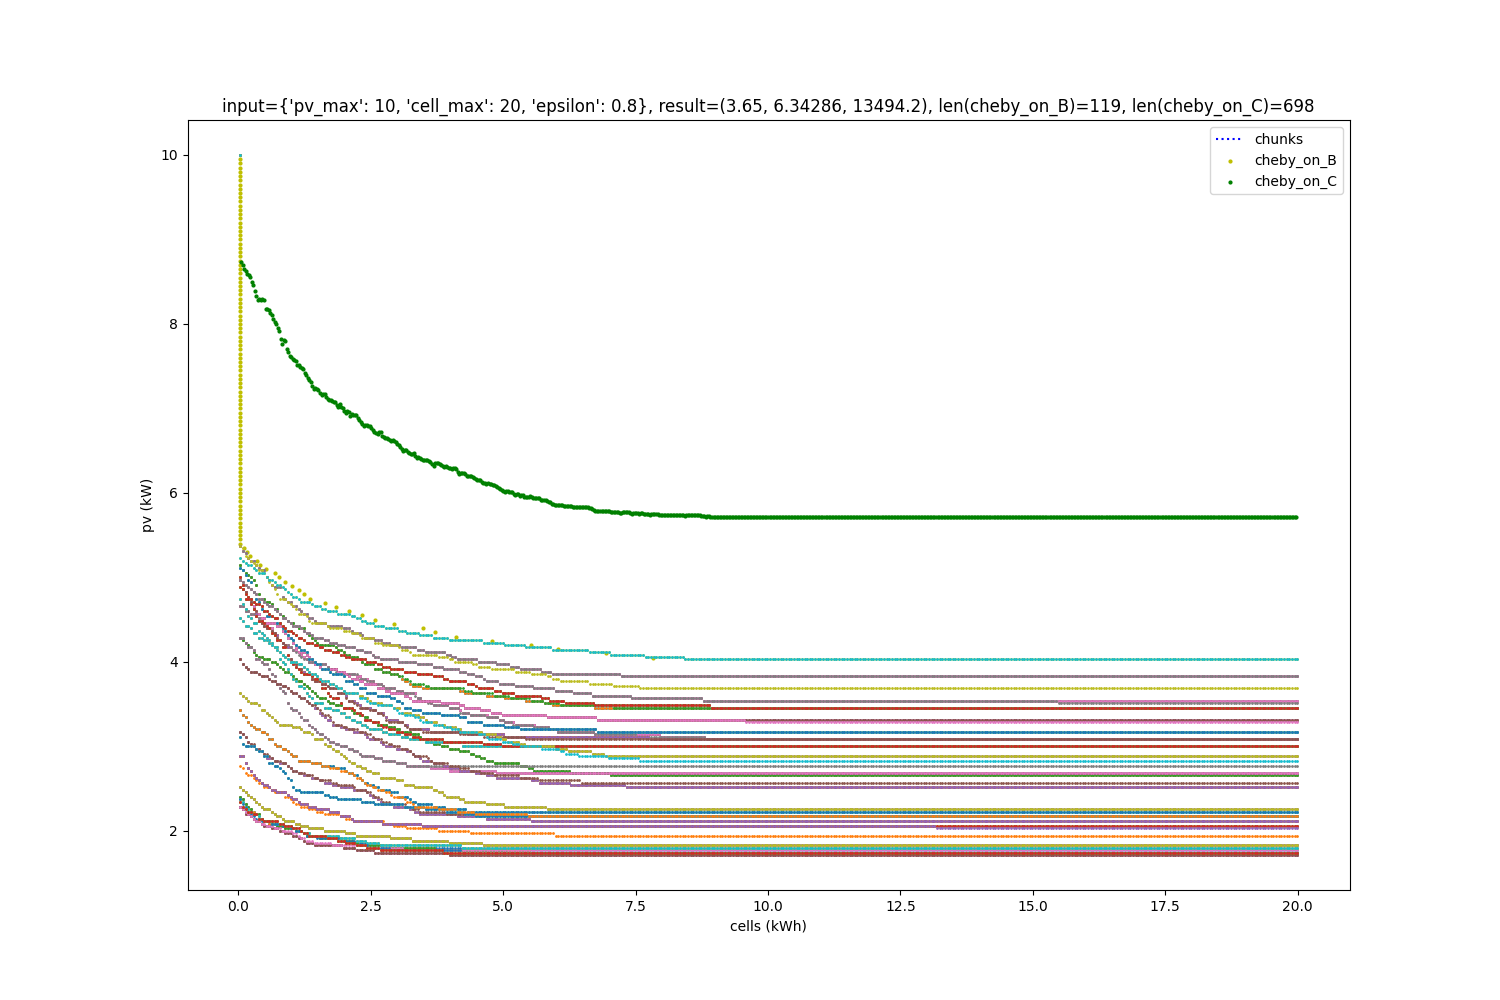 input={'pv_max': 10, 'cell_max': 20, 'epsilon': 0.8}, result=(3.65, 6.34286, 13494.2), len(cheby_on_B)=119, len(cheby_on_C)=698
chunks
cheby_on_B
cheby_on_C
10
8
6
4
2
pv (kW)
0.0 2.5 5.0 7.5 10.0 12.5 15.0 17.5 20.0
cells (kWh)